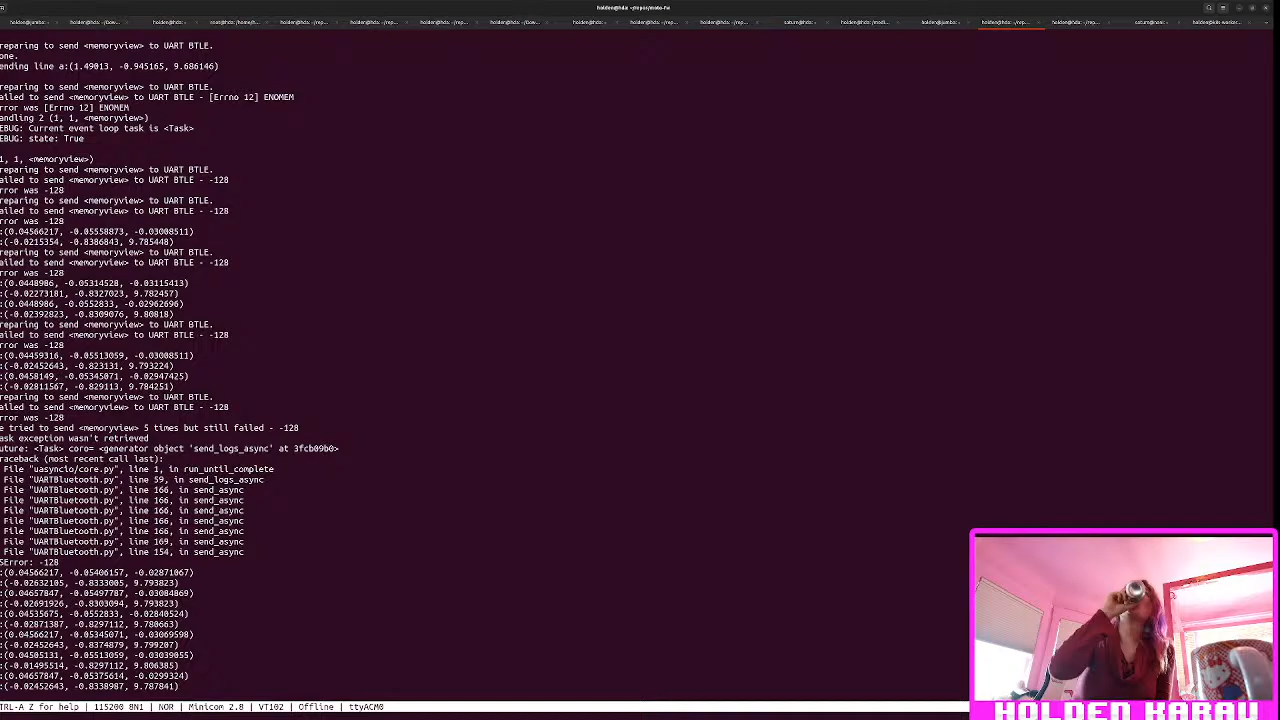 holden@hda: ~/repos/moto-fw
reparing to send <memoryview> to UART BTLE.
one.
ending line a:(1.49013, -0.945165, 9.686146)
reparing to send <memoryview> to UART BTLE.
ailed to send <memoryview> to UART BTLE - [Errno 12] ENOMEM
rror was [Errno 12] ENOMEM
andling 2 (1, 1, <memoryview>)
EBUG: Current event loop task is <Task>
EBUG: state: True
1, 1, <memoryview>)
reparing to send <memoryview> to UART BTLE.
ailed to send <memoryview> to UART BTLE - -128
rror was -128
reparing to send <memoryview> to UART BTLE.
ailed to send <memoryview> to UART BTLE - -128
rror was -128
:(0.04566217, -0.05558873, -0.03008511)
:(-0.0215354, -0.8386843, 9.785448)
reparing to send <memoryview> to UART BTLE.
ailed to send <memoryview> to UART BTLE - -128
rror was -128
:(0.0448986, -0.05314528, -0.03115413)
:(-0.02273181, -0.8327023, 9.782457)
:(0.0448986, -0.0552833, -0.02962696)
:(-0.02392823, -0.8309076, 9.80818)
reparing to send <memoryview> to UART BTLE.
ailed to send <memoryview> to UART BTLE - -128
rror was -128
:(0.04459316, -0.05513059, -0.03008511)
:(-0.02452643, -0.823131, 9.793224)
:(0.0458149, -0.05345071, -0.02947425)
:(-0.02811567, -0.829113, 9.784251)
reparing to send <memoryview> to UART BTLE.
ailed to send <memoryview> to UART BTLE - -128
rror was -128
e tried to send <memoryview> 5 times but still failed - -128
ask exception wasn't retrieved
uture: <Task> coro= <generator object 'send_logs_async' at 3fcb09b0>
raceback (most recent call last):
File "uasyncio/core.py", line 1, in run_until_complete
File "UARTBluetooth.py", line 59, in send_logs_async
File "UARTBluetooth.py", line 166, in send_async
File "UARTBluetooth.py", line 166, in send_async
File "UARTBluetooth.py", line 166, in send_async
File "UARTBluetooth.py", line 166, in send_async
File "UARTBluetooth.py", line 166, in send_async
File "UARTBluetooth.py", line 169, in send_async
File "UARTBluetooth.py", line 154, in send_async
SError: -128
:(0.04566217, -0.05406157, -0.02871067)
:(-0.02632105, -0.8333005, 9.793823)
:(0.04657847, -0.05497787, -0.03084869)
:(-0.02691926, -0.8303094, 9.793823)
:(0.04535675, -0.0552833, -0.02840524)
:(-0.02871387, -0.8297112, 9.780663)
:(0.04566217, -0.05345071, -0.03069598)
:(-0.02452643, -0.8374879, 9.799207)
:(0.04505131, -0.05513059, -0.03039055)
:(-0.01495514, -0.8297112, 9.806385)
:(0.04657847, -0.05375614, -0.0299324)
:(-0.02452643, -0.8338987, 9.787841)
TRL-A Z for help | 115200 8N1 | NOR | Minicom 2.8 | VT102 | Offline | ttyACM0
HOLDEN KARAU